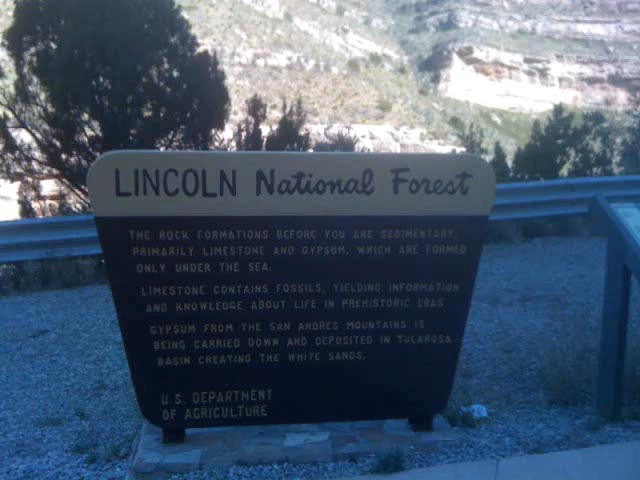 LINCOLN National Forest
THE ROCK FORMATIONS BEFORE YOU ARE SEDIMENTARY,
PRIMARILY LIMESTONE AND GYPSUM, WHICH ARE FORMED
ONLY UNDER THE SEA.
LIMESTONE CONTAINS FOSSILS, YIELDING INFORMATION
AND KNOWLEDGE ABOUT LIFE IN PREHISTORIC ERAS
GYPSUM FROM THE SAN ANDRES MOUNTAINS IS
BEING CARRIED DOWN AND DEPOSITED IN TULAROSA
BASIN CREATING THE WHITE SANDS.
U.S. DEPARTMENT
OF AGRICULTURE